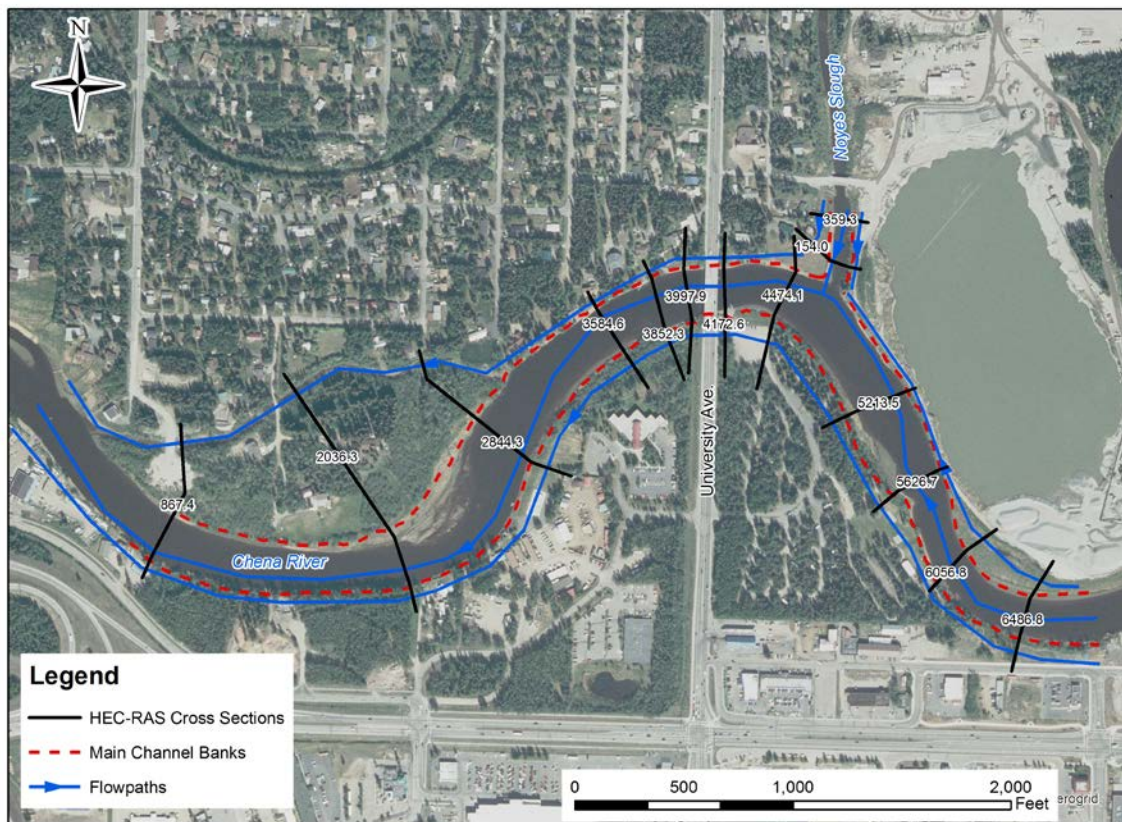 N
Noyes Slough
359.3
154.0
3997.9
4474.1
3584.6
3852.3
4172.6
5213.5
University Ave.
2844.3
2036.3
5626.7
867.4
Chena River
6056.8
6486.8
Legend
HEC-RAS Cross Sections
Main Channel Banks
Flowpaths
0 500 1,000 2,000
Feet